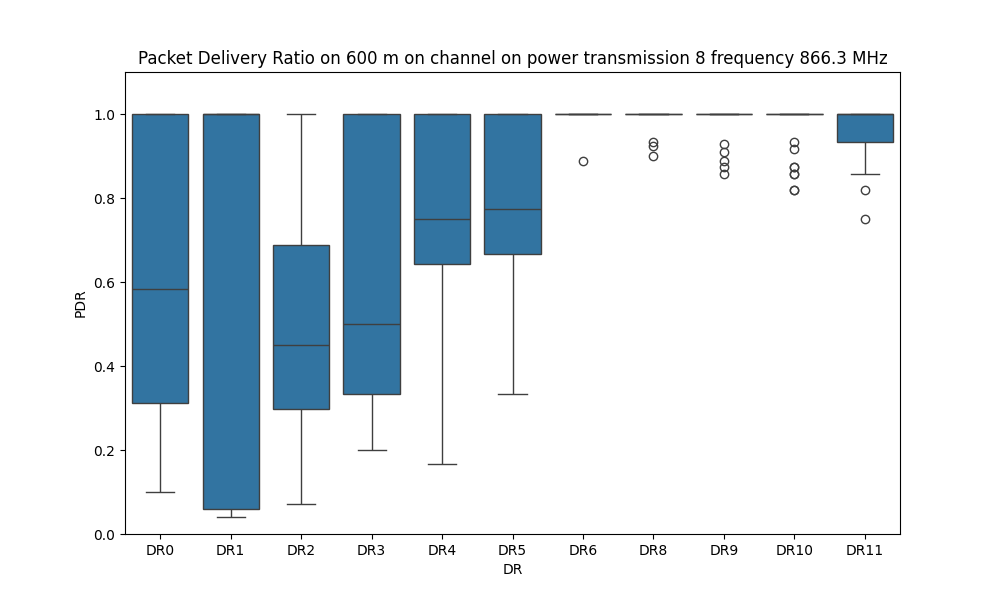 Packet Delivery Ratio on 600 m on channel on power transmission 8 frequency 866.3 MHz
PDR
1.0
0.8
0.6
0.4
0.2
0.0
DR0 DR1 DR2 DR3 DR4 DR5 DR6 DR8 DR9 DR10 DR11
DR